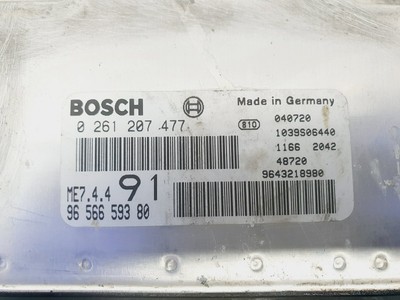 BOSCH Made in Germany
0 261 207 477 810 040720
1039S06440
1166 2042
48720
9643218980
ME7.4.4 91
96 566 593 80